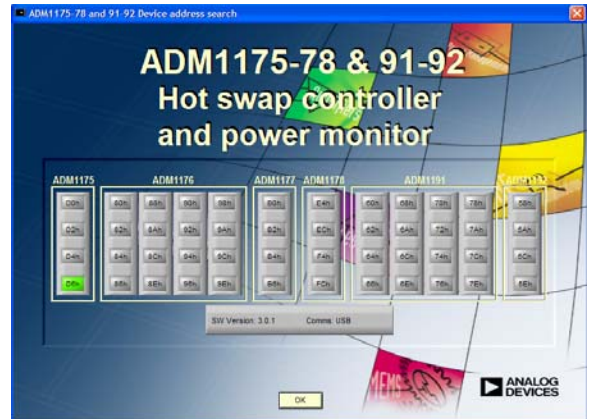 ADM1175-78 and 91-92 Device address search
ADM1175-78 & 91-92
Hot swap controller
and power monitor
ADM1175 ADM1176 ADM1177 ADM1178 ADM1191 ADM1192
D0h 80h 88h 90h 98h B0h E4h 60h 68h 70h 78h 58h
D2h 82h 8Ah 92h 9Ah B2h ECh 62h 6Ah 72h 7Ah 5Ah
D4h 84h 8Ch 94h 9Ch B4h F4h 64h 6Ch 74h 7Ch 5Ch
D6h 86h 8Eh 96h 9Eh B6h FCh 66h 6Eh 76h 7Eh 5Eh
SW Version: 3.0.1 Comms: USB
MEMS
ANALOG
DEVICES
OK